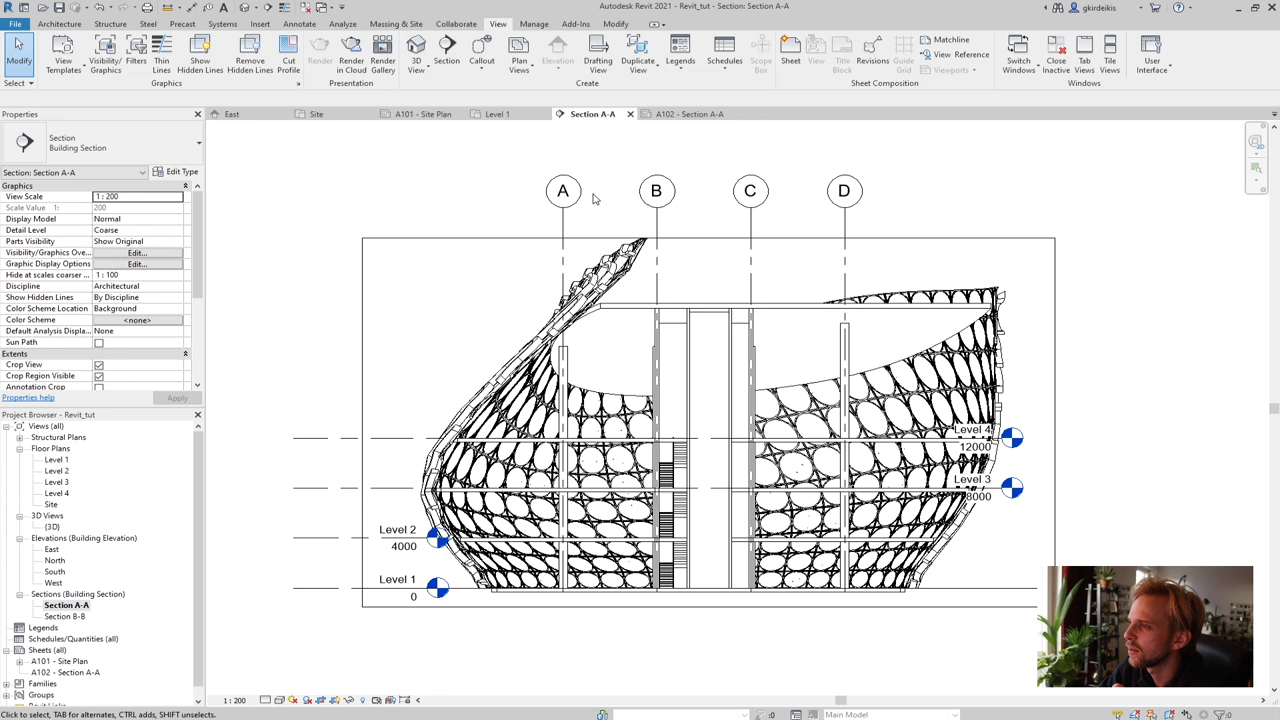 Autodesk Revit 2021 - Revit_tut - Section: Section A-A
gkirdeikis
File Architecture Structure Steel Precast Systems Insert Annotate Analyze Massing & Site Collaborate View Manage Add-Ins Modify
Modify
View Templates
Visibility/ Graphics
Filters
Thin Lines
Show Hidden Lines
Remove Hidden Lines
Cut Profile
Render
Render in Cloud
Render Gallery
3D View
Section
Callout
Plan Views
Elevation
Drafting View
Duplicate View
Legends
Schedules
Scope Box
Sheet
View
Title Block
Revisions
Guide Grid
Matchline
View Reference
Viewports
Switch Windows
Close Inactive
Tab Views
Tile Views
User Interface
Select
Graphics
Presentation
Create
Sheet Composition
Windows
Properties
East
Site
A101 - Site Plan
Level 1
Section A-A
A102 - Section A-A
Section
Building Section
Section: Section A-A
Edit Type
Graphics
View Scale 1 : 200
Scale Value 1: 200
Display Model Normal
Detail Level Coarse
Parts Visibility Show Original
Visibility/Graphics Ove... Edit...
Graphic Display Options Edit...
Hide at scales coarser ... 1 : 100
Discipline Architectural
Show Hidden Lines By Discipline
Color Scheme Location Background
Color Scheme <none>
Default Analysis Displa... None
Sun Path
Extents
Crop View
Crop Region Visible
Annotation Crop
Properties help
Apply
Project Browser - Revit_tut
Views (all)
Structural Plans
Floor Plans
Level 1
Level 2
Level 3
Level 4
Site
3D Views
{3D}
Elevations (Building Elevation)
East
North
South
West
Sections (Building Section)
Section A-A
Section B-B
Legends
Schedules/Quantities (all)
Sheets (all)
A101 - Site Plan
A102 - Section A-A
Families
Groups
Revit Links
A
B
C
D
Level 4
12000
Level 3
8000
Level 2
4000
Level 1
0
1 : 200
Click to select, TAB for alternates, CTRL adds, SHIFT unselects.
:0
Main Model
:0